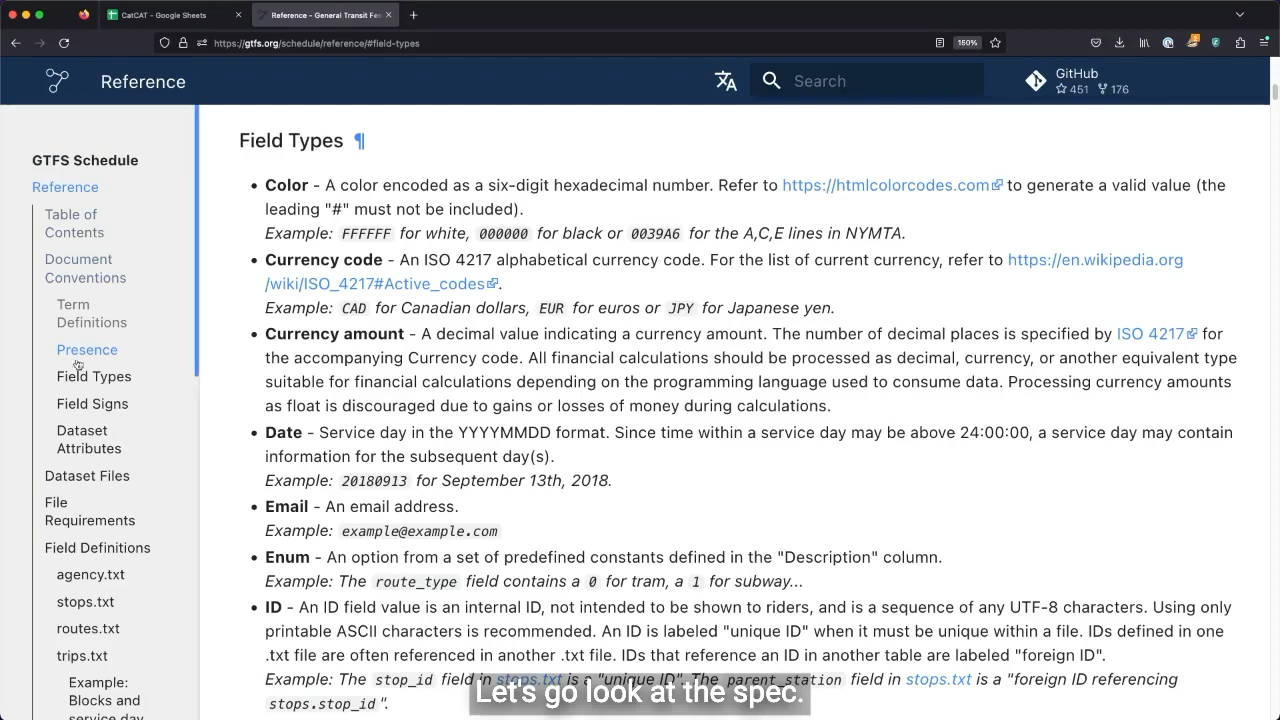 CatCAT - Google Sheets
Reference - General Transit Fe
https://gtfs.org/schedule/reference/#field-types
150%
Reference
Search
GitHub
451 176
GTFS Schedule
Reference
Table of
Contents
Document
Conventions
Term
Definitions
Presence
Field Types
Field Signs
Dataset
Attributes
Dataset Files
File
Requirements
Field Definitions
agency.txt
stops.txt
routes.txt
trips.txt
Example:
Blocks and
service day
Field Types ¶
• Color - A color encoded as a six-digit hexadecimal number. Refer to https://htmlcolorcodes.com to generate a valid value (the
leading "#" must not be included).
Example: FFFFFF for white, 000000 for black or 0039A6 for the A,C,E lines in NYMTA.
• Currency code - An ISO 4217 alphabetical currency code. For the list of current currency, refer to https://en.wikipedia.org
/wiki/ISO_4217#Active_codes.
Example: CAD for Canadian dollars, EUR for euros or JPY for Japanese yen.
• Currency amount - A decimal value indicating a currency amount. The number of decimal places is specified by ISO 4217 for
the accompanying Currency code. All financial calculations should be processed as decimal, currency, or another equivalent type
suitable for financial calculations depending on the programming language used to consume data. Processing currency amounts
as float is discouraged due to gains or losses of money during calculations.
• Date - Service day in the YYYYMMDD format. Since time within a service day may be above 24:00:00, a service day may contain
information for the subsequent day(s).
Example: 20180913 for September 13th, 2018.
• Email - An email address.
Example: example@example.com
• Enum - An option from a set of predefined constants defined in the "Description" column.
Example: The route_type field contains a 0 for tram, a 1 for subway...
• ID - An ID field value is an internal ID, not intended to be shown to riders, and is a sequence of any UTF-8 characters. Using only
printable ASCII characters is recommended. An ID is labeled "unique ID" when it must be unique within a file. IDs defined in one
.txt file are often referenced in another .txt file. IDs that reference an ID in another table are labeled "foreign ID".
Example: The stop_id field in stops.txt is a "unique ID". The parent_station field in stops.txt is a "foreign ID referencing
stops.stop_id".
Let's go look at the spec.